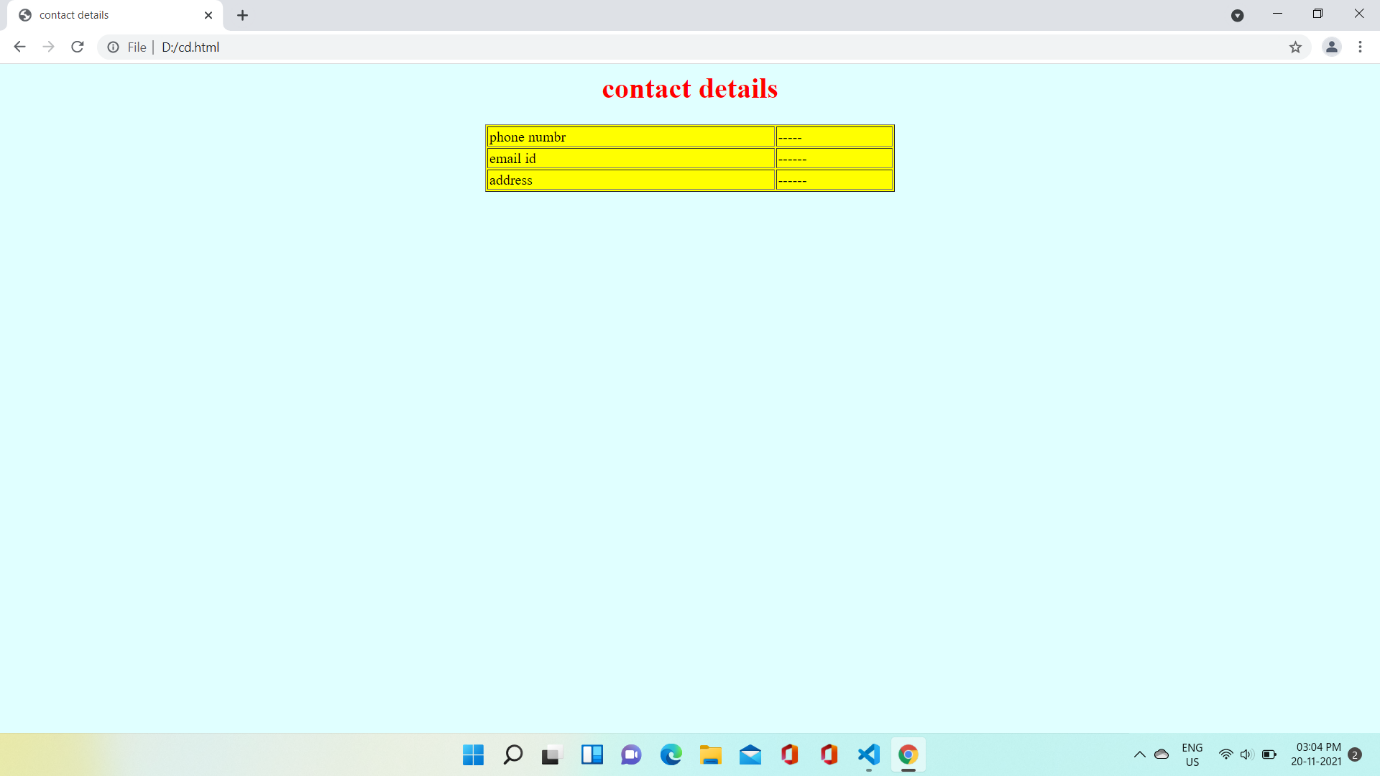 contact details
File D:/cd.html
contact details
phone numbr -----
email id ------
address ------
ENG
US
03:04 PM
20-11-2021
2